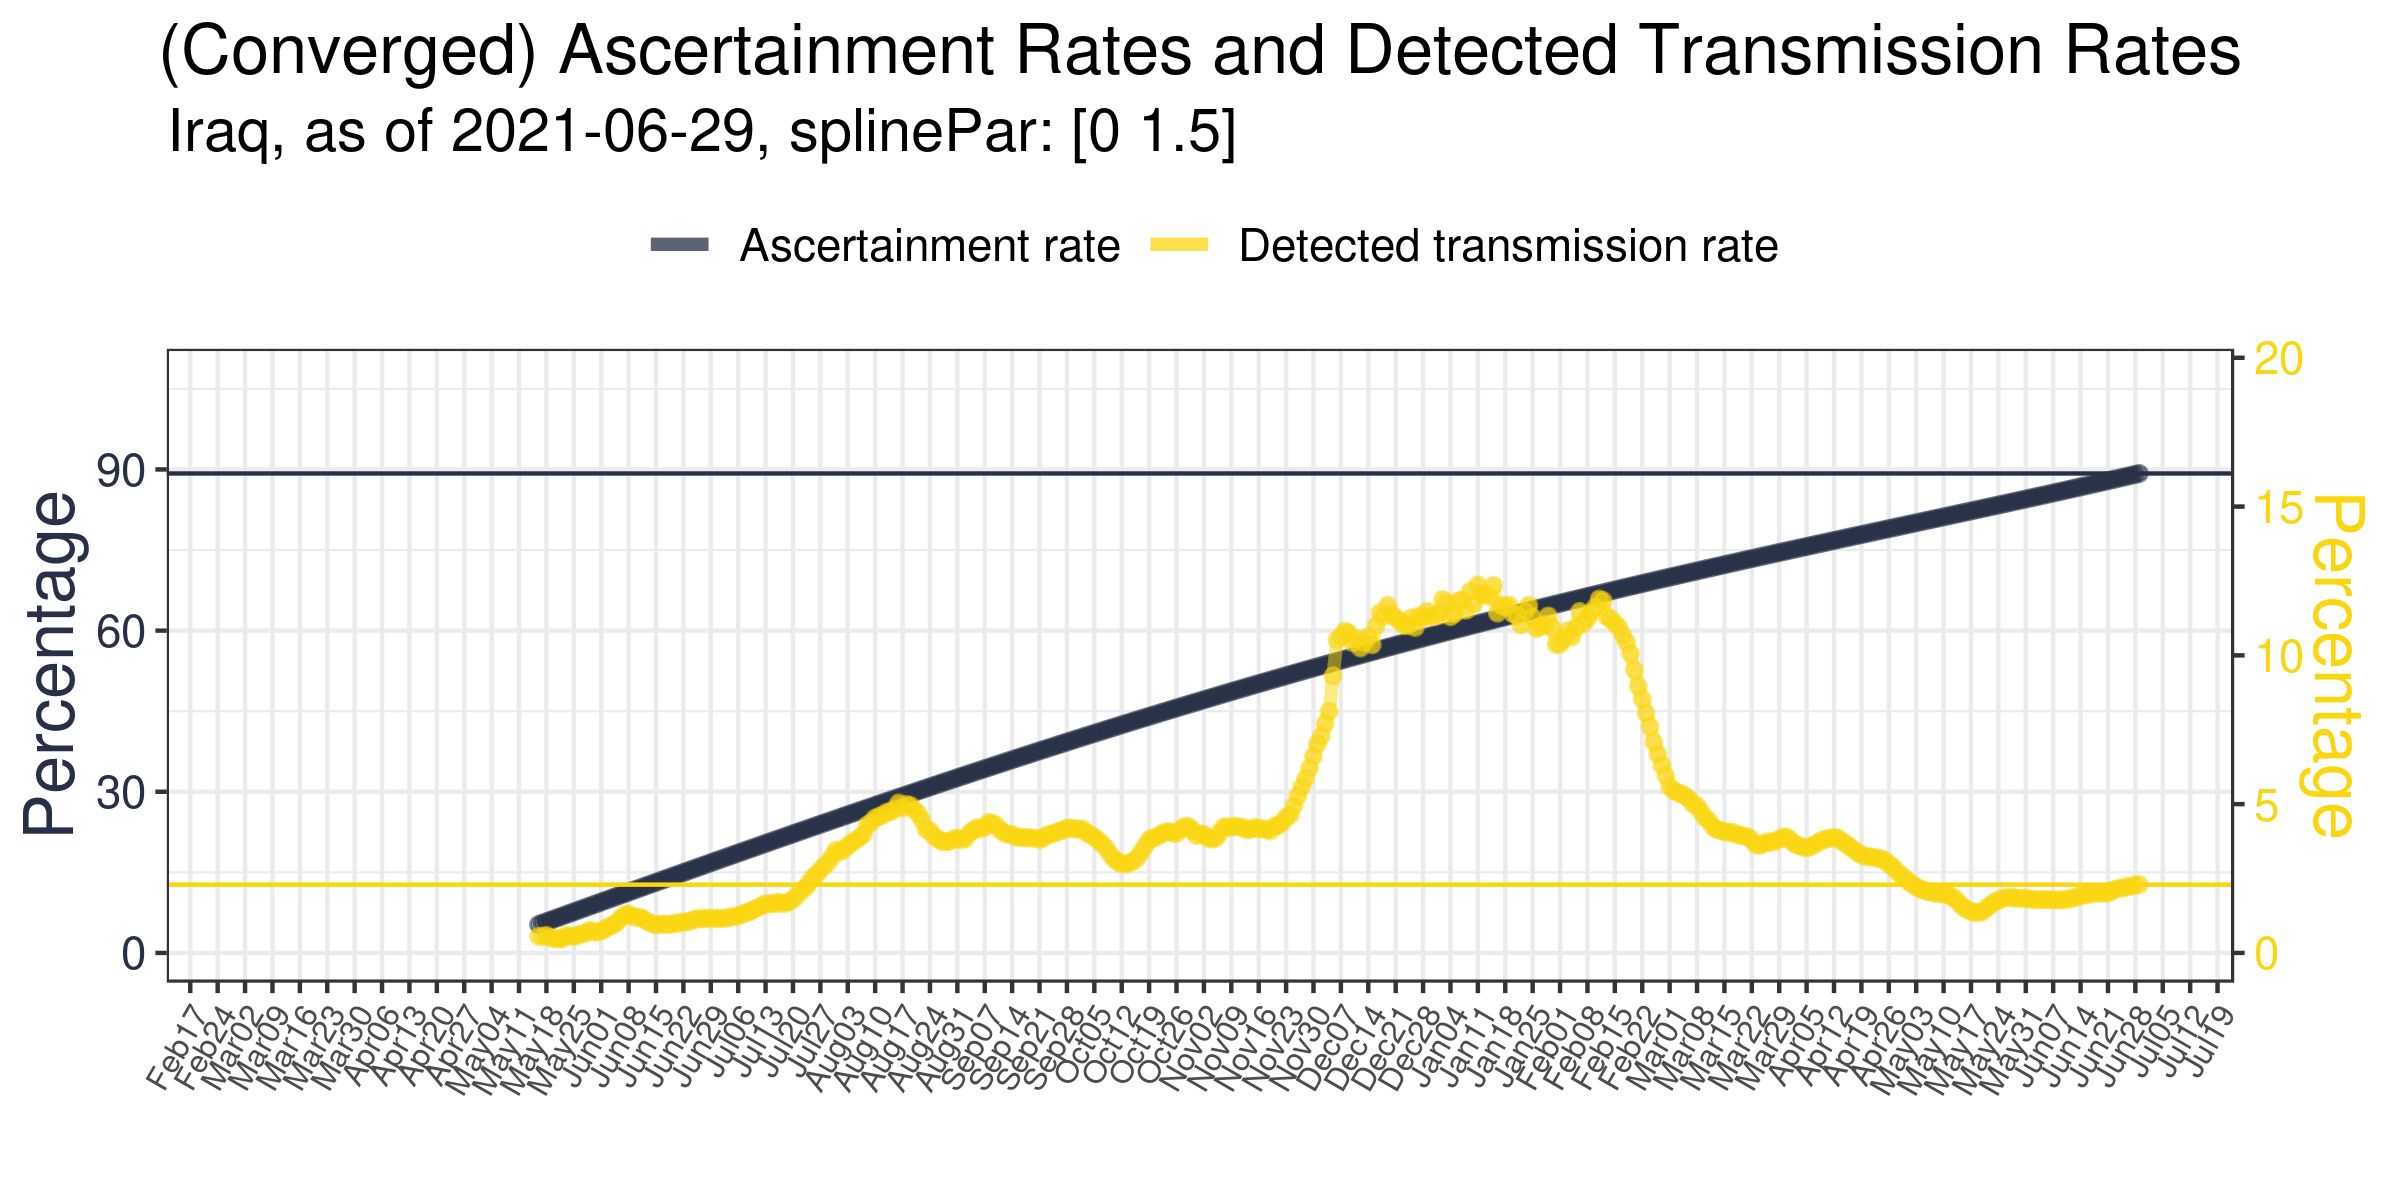 (Converged) Ascertainment Rates and Detected Transmission Rates
Iraq, as of 2021-06-29, splinePar: [0 1.5]
Ascertainment rate
Detected transmission rate
Percentage
90
60
30
0
20
15
10
5
0
Percentage
Feb17
Feb24
Mar02
Mar09
Mar16
Mar23
Mar30
Apr06
Apr13
Apr20
Apr27
May04
May11
May18
May25
Jun01
Jun08
Jun15
Jun22
Jun29
Jul06
Jul13
Jul20
Jul27
Aug03
Aug10
Aug17
Aug24
Aug31
Sep07
Sep14
Sep21
Sep28
Oct05
Oct12
Oct19
Oct26
Nov02
Nov09
Nov16
Nov23
Nov30
Dec07
Dec14
Dec21
Dec28
Jan04
Jan11
Jan18
Jan25
Feb01
Feb08
Feb15
Feb22
Mar01
Mar08
Mar15
Mar22
Mar29
Apr05
Apr12
Apr19
Apr26
May03
May10
May17
May24
May31
Jun07
Jun14
Jun21
Jun28
Jul05
Jul12
Jul19